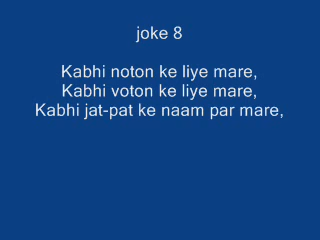 joke 8
Kabhi noton ke liye mare,
Kabhi voton ke liye mare,
Kabhi jat-pat ke naam par mare,